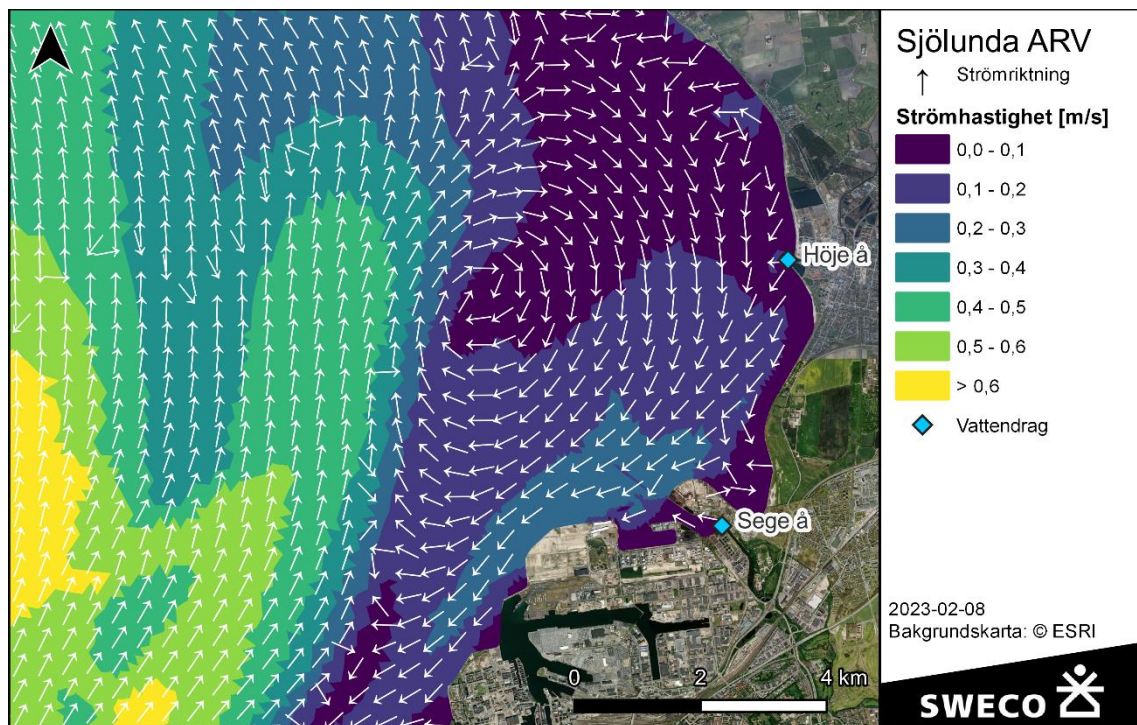 Sjölunda ARV
Strömriktning
Strömhastighet [m/s]
0,0 - 0,1
0,1 - 0,2
0,2 - 0,3
0,3 - 0,4
0,4 - 0,5
0,5 - 0,6
> 0,6
Vattendrag
Höje å
Sege å
0 2 4 km
2023-02-08
Bakgrundskarta: © ESRI
SWECO